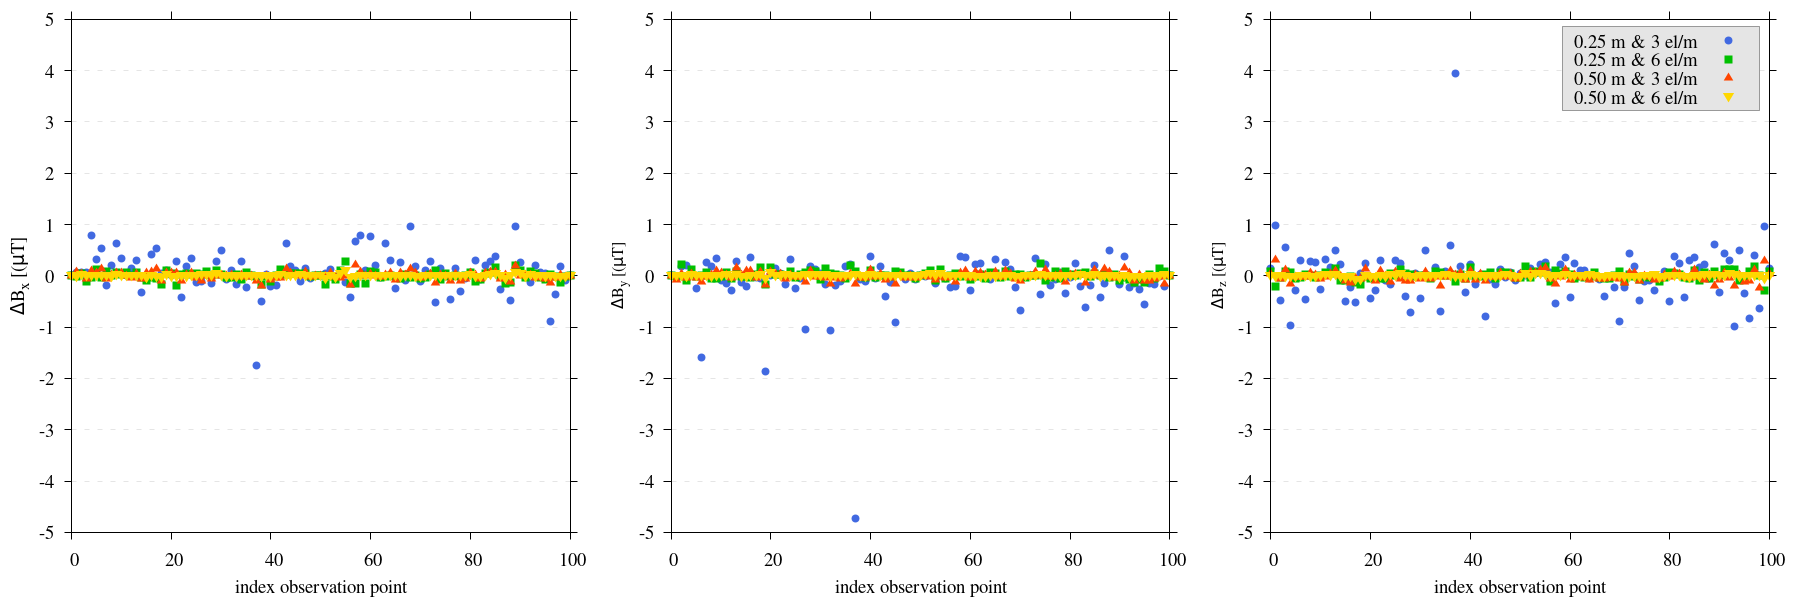 5
4
3
2
1
0
-1
-2
-3
-4
-5
0 20 40 60 80 100
ΔBx [(μT]
index observation point
5
4
3
2
1
0
-1
-2
-3
-4
-5
0 20 40 60 80 100
ΔBy [(μT]
index observation point
5
4
3
2
1
0
-1
-2
-3
-4
-5
0 20 40 60 80 100
ΔBz [(μT]
index observation point
0.25 m & 3 el/m
0.25 m & 6 el/m
0.50 m & 3 el/m
0.50 m & 6 el/m